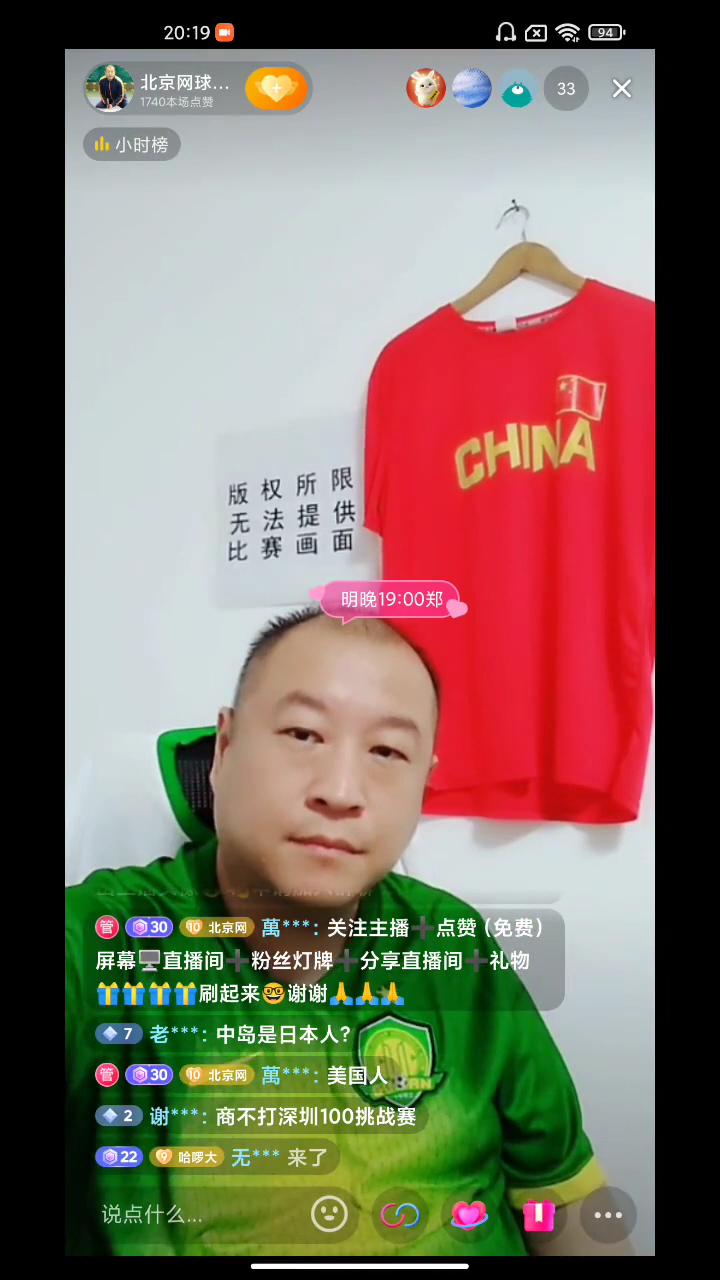 20:19
94
北京网球...
1740本场点赞
33
小时榜
CHINA
版权所限
无法提供
比赛画面
明晚19:00郑
管 30 10 北京网 萬***: 关注主播➕点赞（免费）
屏幕🖥️直播间➕粉丝灯牌➕分享直播间➕礼物
🎁🎁🎁🎁刷起来🤓谢谢🙏🙏🙏
7 老***: 中岛是日本人?
管 30 10 北京网 萬***: 美国人
2 谢***: 商不打深圳100挑战赛
22 9 哈啰大 无*** 来了
说点什么...